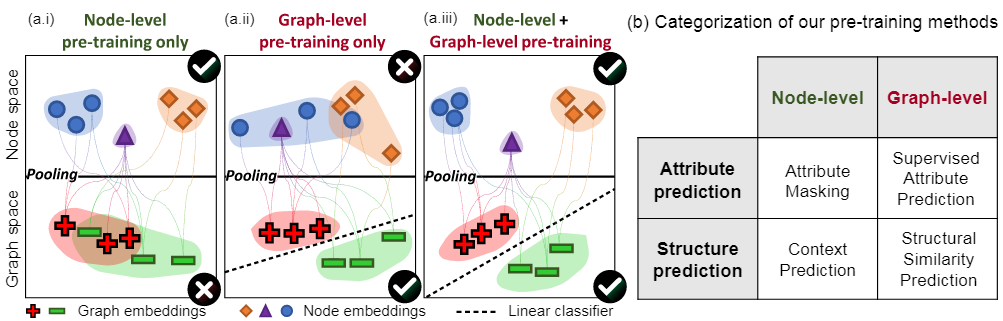 (a.i) Node-level
pre-training only
(a.ii) Graph-level
pre-training only
(a.iii) Node-level +
Graph-level pre-training
Node space
Graph space
Pooling
Pooling
Pooling
Graph embeddings
Node embeddings
Linear classifier
(b) Categorization of our pre-training methods
Node-level
Graph-level
Attribute
prediction
Attribute
Masking
Supervised
Attribute
Prediction
Structure
prediction
Context
Prediction
Structural
Similarity
Prediction